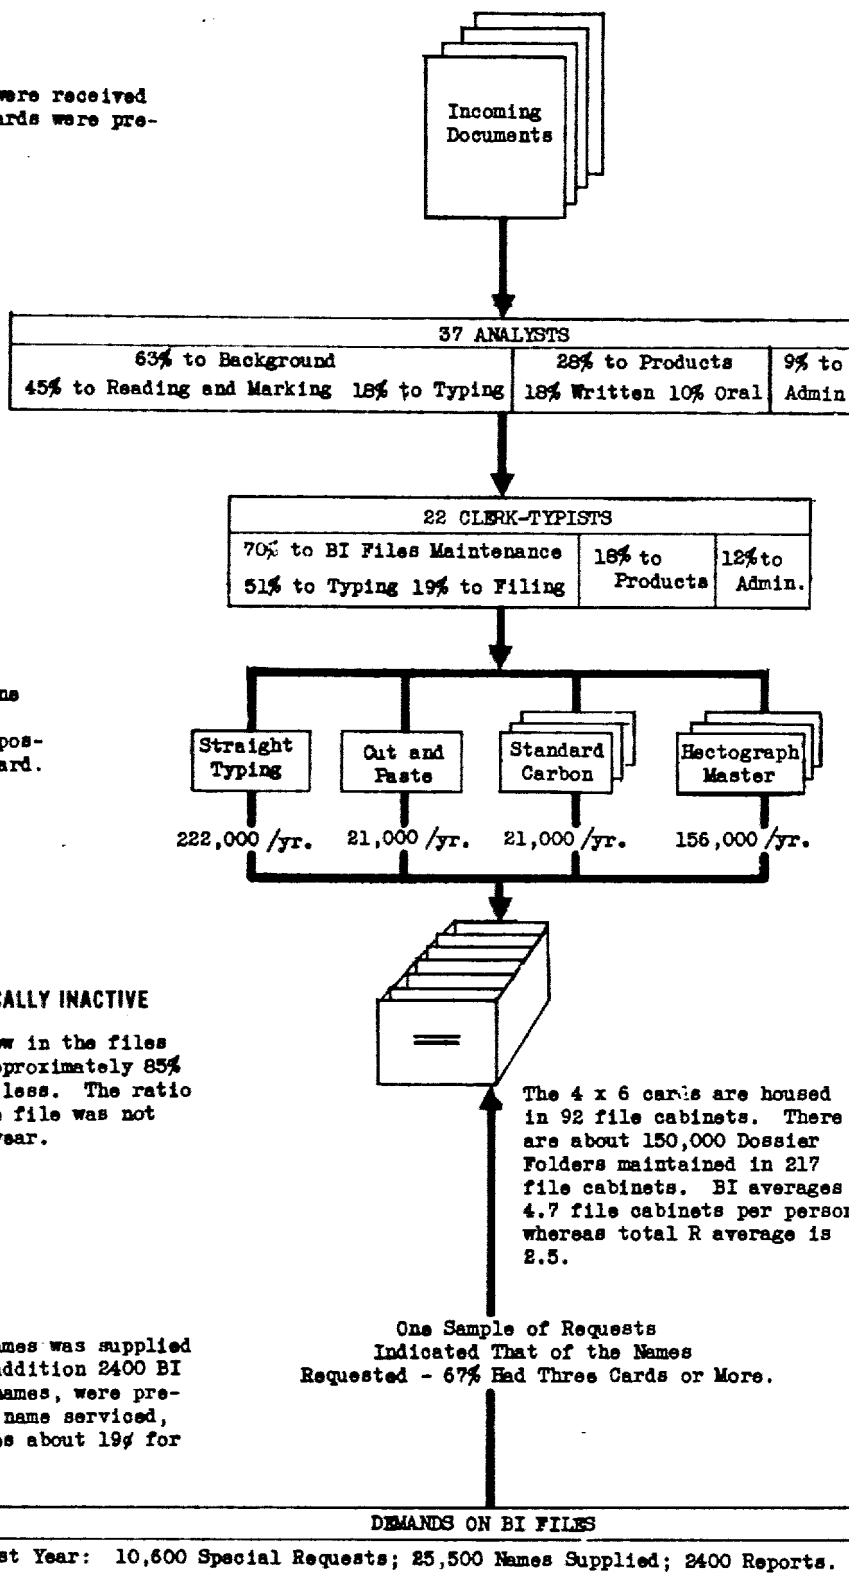 were received
ards were pre-
Incoming
Documents
37 ANALYSTS
63% to Background
45% to Reading and Marking 18% to Typing
28% to Products
18% Written 10% Oral
9% to
Admin
22 CLERK-TYPISTS
70% to BI Files Maintenance
51% to Typing 19% to Filing
18% to
Products
12% to
Admin.
pos-
ard.
Straight
Typing
Cut and
Paste
Standard
Carbon
Hectograph
Master
222,000 /yr.
21,000 /yr.
21,000 /yr.
156,000 /yr.
CALLY INACTIVE
w in the files
pproximately 85%
less. The ratio
e file was not
year.
The 4 x 6 cards are housed
in 92 file cabinets. There
are about 150,000 Dossier
Folders maintained in 217
file cabinets. BI averages
4.7 file cabinets per person
whereas total R average is
2.5.
ames was supplied
addition 2400 BI
names, were pre-
name serviced,
es about 19¢ for
One Sample of Requests
Indicated That of the Names
Requested - 67% Had Three Cards or More.
DEMANDS ON BI FILES
st Year: 10,600 Special Requests; 25,500 Names Supplied; 2400 Reports.